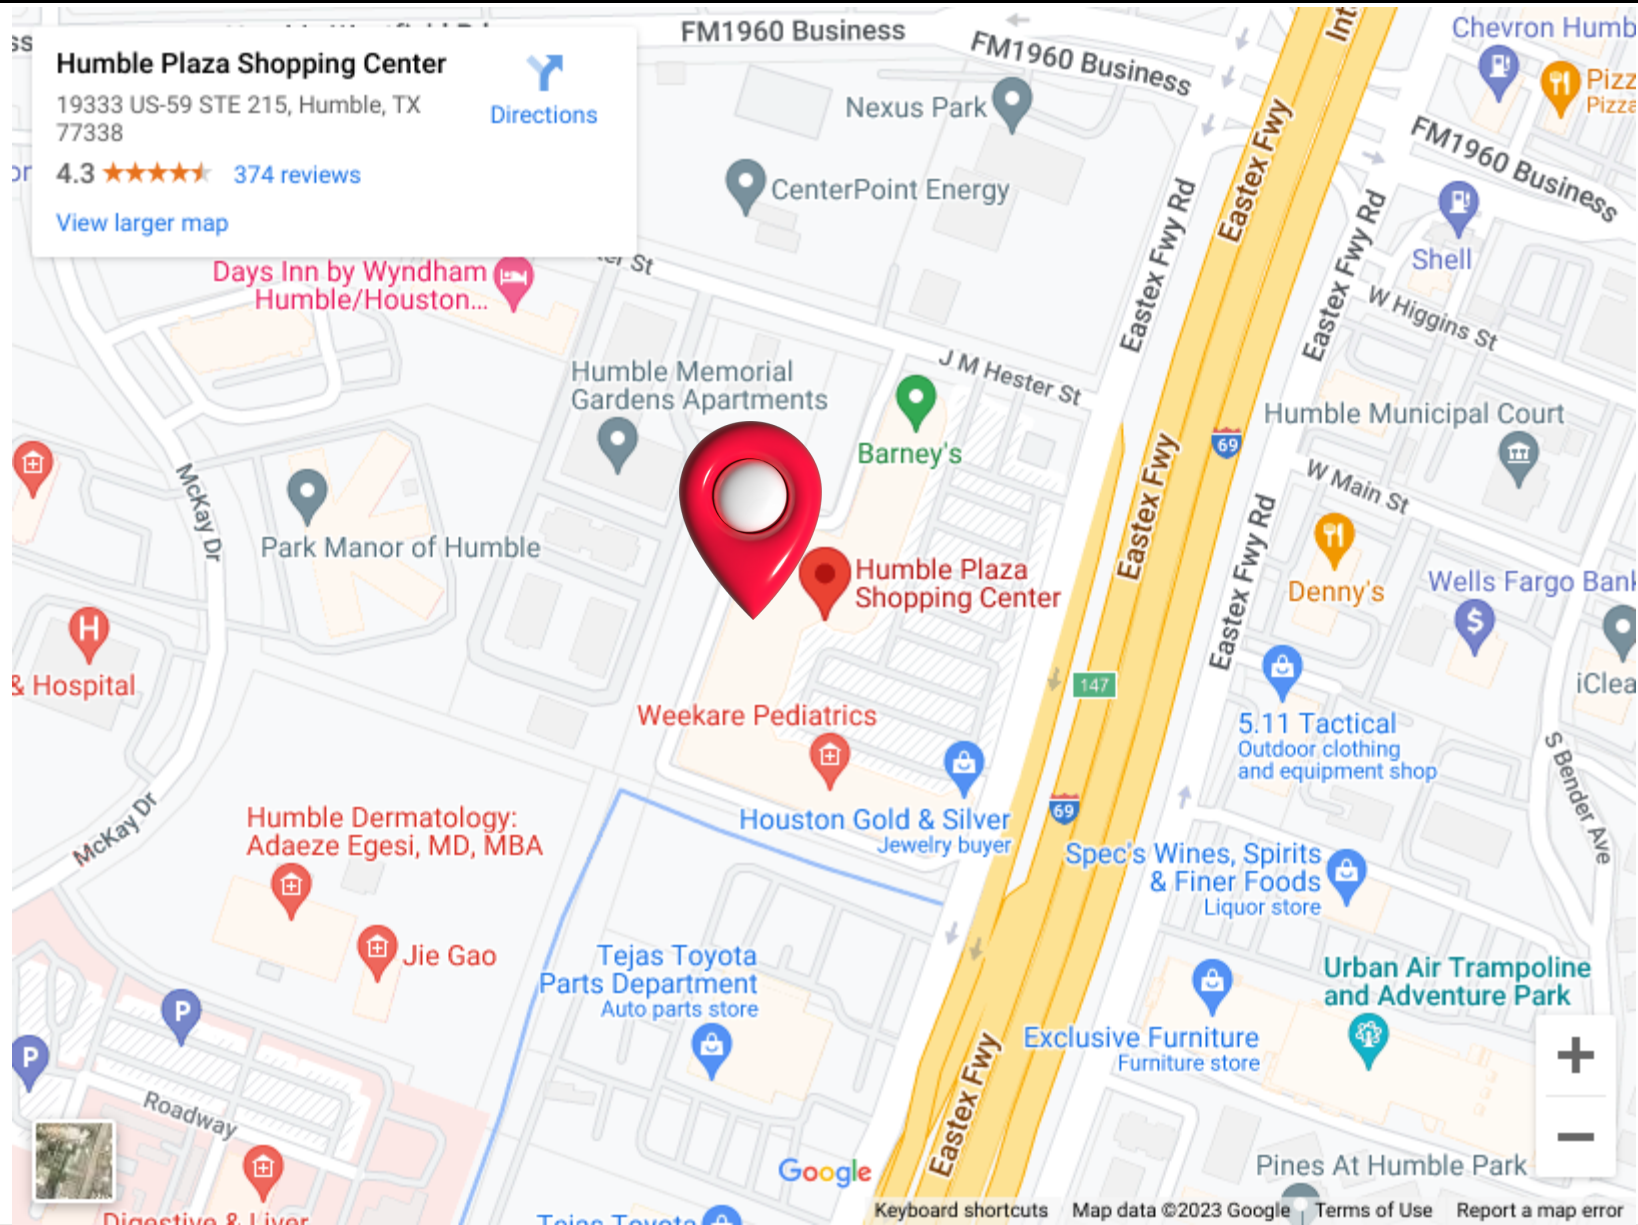 FM1960 Business
FM1960 Business
Chevron Humb
Humble Plaza Shopping Center
19333 US-59 STE 215, Humble, TX
77338
Directions
4.3
374 reviews
View larger map
Nexus Park
Pizz
Pizza
Eastex Fwy
FM1960 Business
CenterPoint Energy
Eastex Fwy Rd
Eastex Fwy Rd
Shell
St
Days Inn by Wyndham
Humble/Houston...
W Higgins St
J M Hester St
Humble Memorial
Gardens Apartments
Barney's
Humble Municipal Court
69
W Main St
McKay Dr
Park Manor of Humble
Eastex Fwy
Eastex Fwy Rd
Humble Plaza
Shopping Center
Denny's
Wells Fargo Bank
H
& Hospital
147
iClea
Weekare Pediatrics
5.11 Tactical
Outdoor clothing
and equipment shop
S Bender Ave
McKay Dr
Humble Dermatology:
Adaeze Egesi, MD, MBA
Houston Gold & Silver
Jewelry buyer
69
Spec's Wines, Spirits
& Finer Foods
Liquor store
Jie Gao
Tejas Toyota
Parts Department
Auto parts store
Urban Air Trampoline
and Adventure Park
P
P
Exclusive Furniture
Furniture store
Eastex Fwy
Roadway
Google
Pines At Humble Park
Digestive & Liver
Tejas Toyota
Keyboard shortcuts
Map data ©2023 Google
Terms of Use
Report a map error